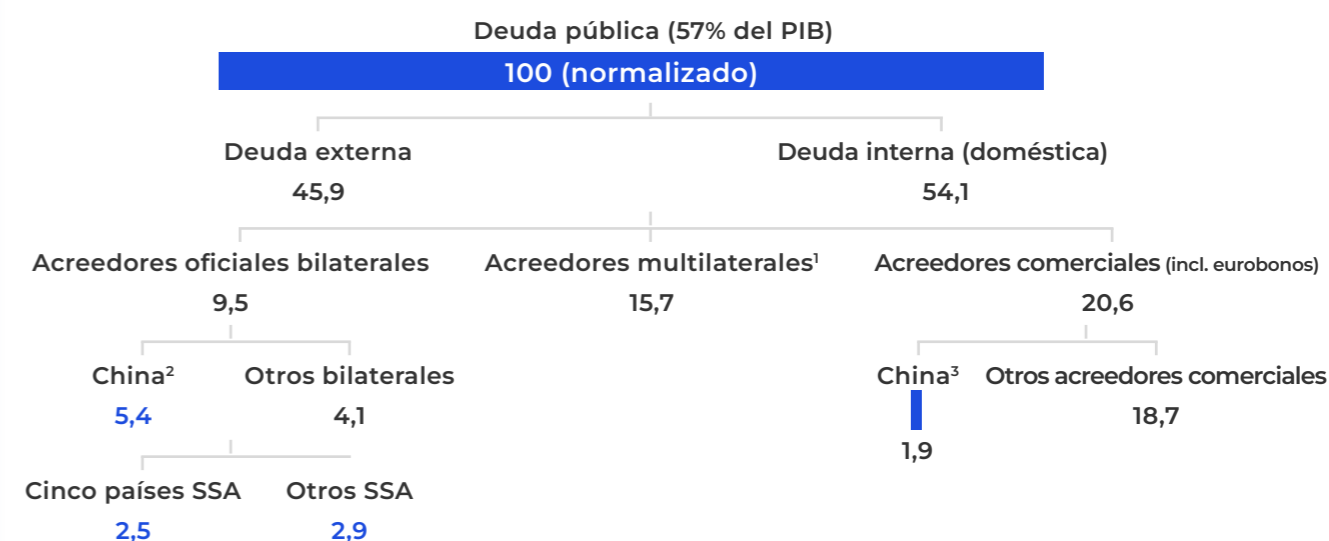 Deuda pública (57% del PIB)
100 (normalizado)
Deuda externa Deuda interna (doméstica)
45,9 54,1
Acreedores oficiales bilaterales Acreedores multilaterales¹ Acreedores comerciales (incl. eurobonos)
9,5 15,7 20,6
China² Otros bilaterales China³ Otros acreedores comerciales
5,4 4,1 18,7
1,9
Cinco países SSA Otros SSA
2,5 2,9